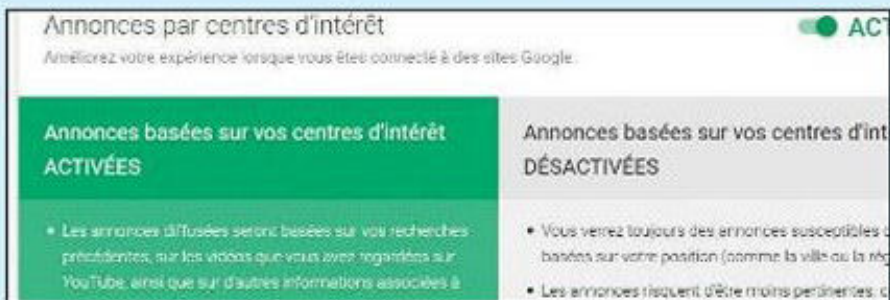 Annonces par centres d'intérêt
ACT
Améliorez votre expérience lorsque vous êtes connecté à des sites Google.
Annonces basées sur vos centres d'intérêt
ACTIVÉES
Annonces basées sur vos centres d'int
DÉSACTIVÉES
• Les annonces diffusées seront basées sur vos recherches
précédentes, sur les vidéos que vous avez regardées sur
YouTube, ainsi que sur d'autres informations associées à
• Vous verrez toujours des annonces susceptibles
basées sur votre position (comme la ville ou la rég
• Les annonces risquent d'être moins pertinentes,